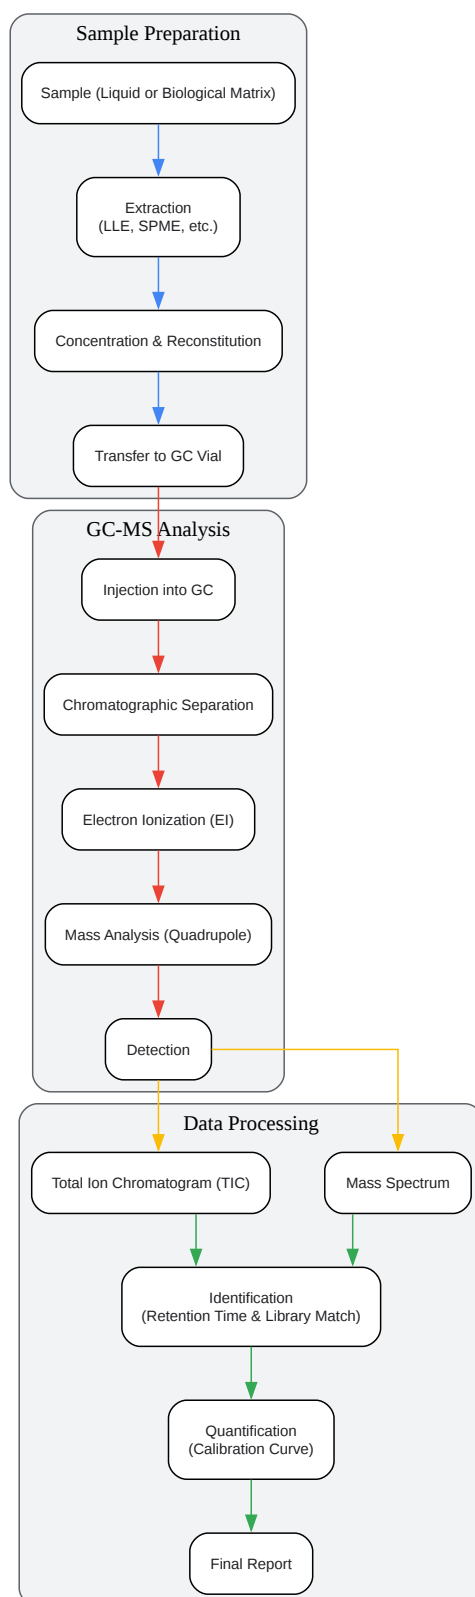 Sample Preparation
Sample (Liquid or Biological Matrix)
Extraction
(LLE, SPME, etc.)
Concentration & Reconstitution
Transfer to GC Vial
GC-MS Analysis
Injection into GC
Chromatographic Separation
Electron Ionization (EI)
Mass Analysis (Quadrupole)
Detection
Data Processing
Total Ion Chromatogram (TIC)
Mass Spectrum
Identification
(Retention Time & Library Match)
Quantification
(Calibration Curve)
Final Report